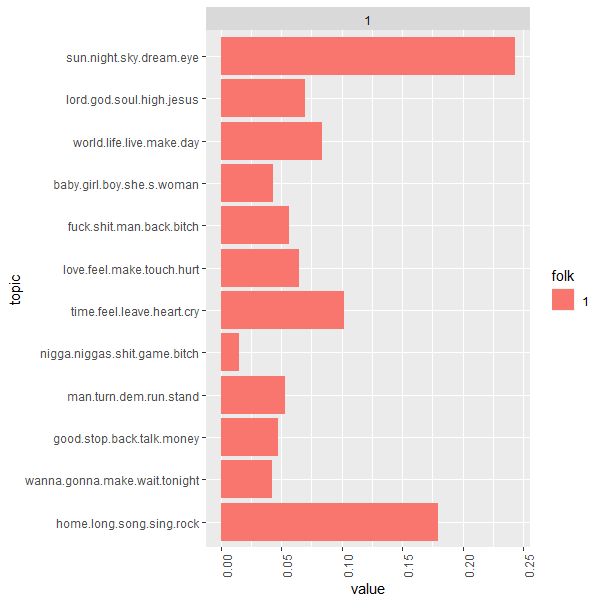 1
sun.night.sky.dream.eye
lord.god.soul.high.jesus
world.life.live.make.day
baby.girl.boy.she.s.woman
fuck.shit.man.back.bitch
love.feel.make.touch.hurt
time.feel.leave.heart.cry
nigga.niggas.shit.game.bitch
man.turn.dem.run.stand
good.stop.back.talk.money
wanna.gonna.make.wait.tonight
home.long.song.sing.rock
topic
0.00 0.05 0.10 0.15 0.20 0.25
value
folk
1